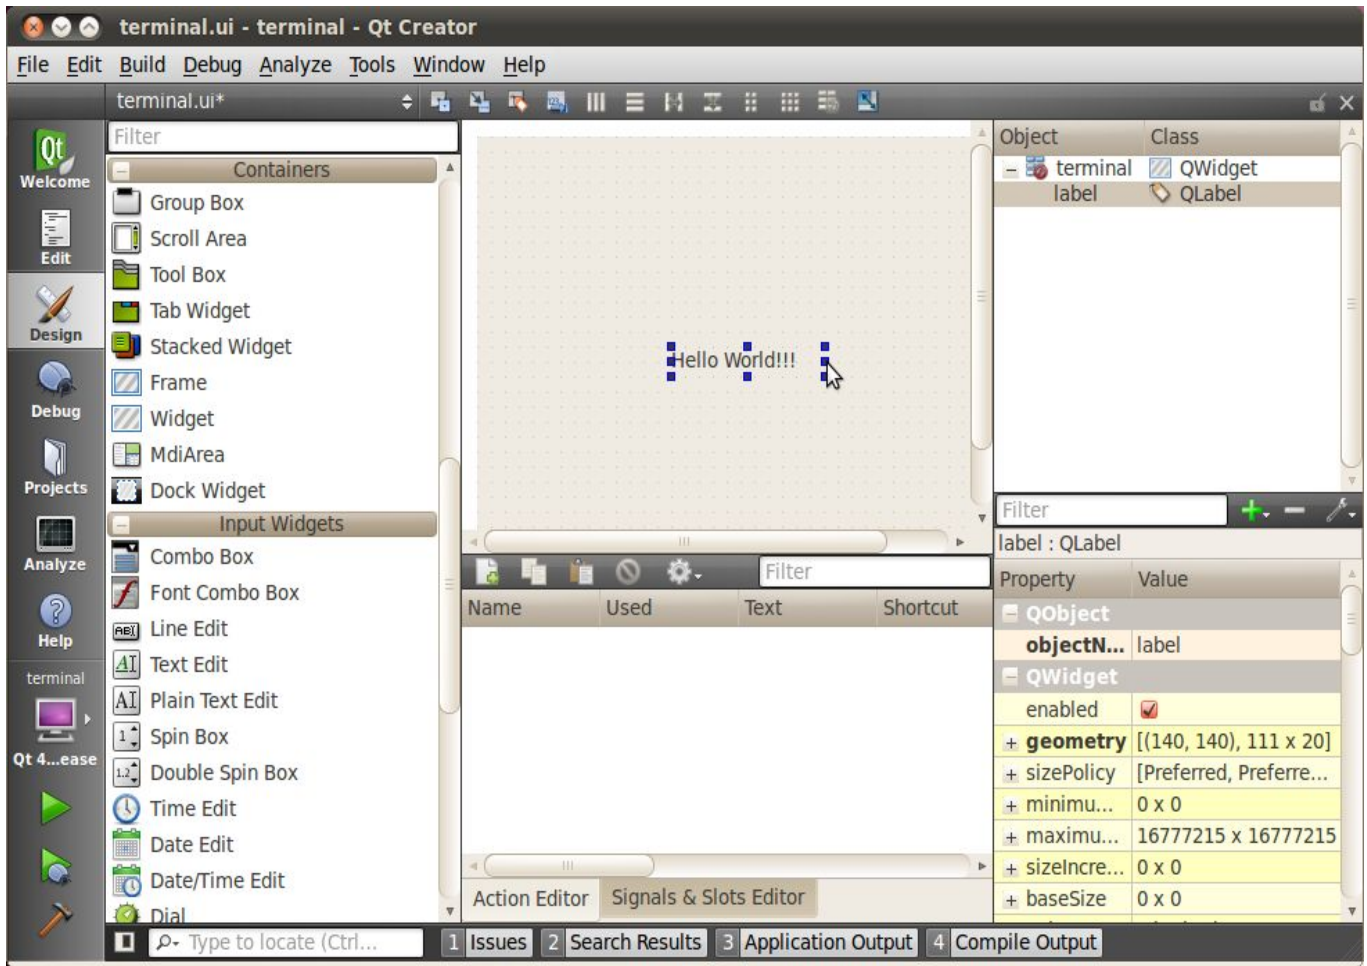 terminal.ui - terminal - Qt Creator
File Edit Build Debug Analyze Tools Window Help
terminal.ui*
Qt
Welcome
Edit
Design
Debug
Projects
Analyze
Help
terminal
Qt 4...ease
Filter
Containers
Group Box
Scroll Area
Tool Box
Tab Widget
Stacked Widget
Frame
Widget
MdiArea
Dock Widget
Input Widgets
Combo Box
Font Combo Box
Line Edit
Text Edit
Plain Text Edit
Spin Box
Double Spin Box
Time Edit
Date Edit
Date/Time Edit
Dial
Hello World!!!
Filter
Name Used Text Shortcut
Action Editor Signals & Slots Editor
Object Class
terminal QWidget
label QLabel
Filter
label : QLabel
Property Value
QObject
objectN... label
QWidget
enabled
geometry [(140, 140), 111 x 20]
sizePolicy [Preferred, Preferre...
minimu... 0 x 0
maximu... 16777215 x 16777215
sizeIncre... 0 x 0
baseSize 0 x 0
Type to locate (Ctrl... 1 Issues 2 Search Results 3 Application Output 4 Compile Output